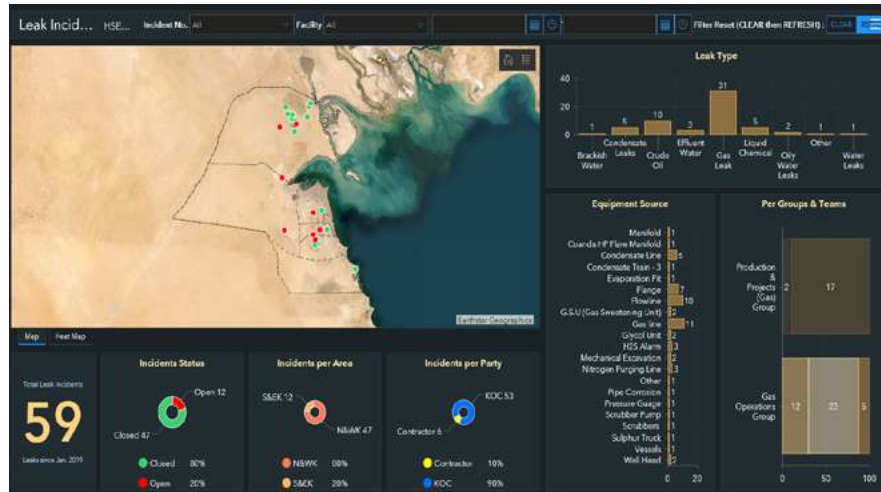 Leak Incid... HSE... Incident No. All Facility All Filter Reset (CLEAR then REFRESH) : CLEAR
Earthstar Geographics
Map Heat Map
Total Leak Incidents
59
Leaks since Jan. 2019
Incidents Status
Open 12
Closed 47
Closed 80%
Open 20%
Incidents per Area
S&EK 12
N&WK 47
N&WK 80%
S&EK 20%
Incidents per Party
KOC 53
Contractor 6
Contractor 10%
KOC 90%
Leak Type
40
20
0
1 5 10 3 31 5 2 1 1
Brackish Water
Condensate Leaks
Crude Oil
Effluent Water
Gas Leak
Liquid Chemical
Oily Water Leaks
Other
Water Leaks
Equipment Source
Manifold 1
Coanda HP Flare Manifold 1
Condensate Line 5
Condensate Train - 3 1
Evaporation Pit 1
Flange 7
Flowline 10
G.S.U (Gas Sweetening Unit) 2
Gas line 11
Glycol Unit 2
H2S Alarm 3
Mechanical Excavation 2
Nitrogen Purging Line 3
Other 1
Pipe Corrosion 1
Pressure Guage 1
Scrubber Pump 1
Scrubbers 1
Sulphur Truck 1
Vessels 1
Well Head 2
0 20
Per Groups & Teams
Production
&
Projects
(Gas)
Group
2 17
Gas
Operations
Group
12 23 5
0 50 100